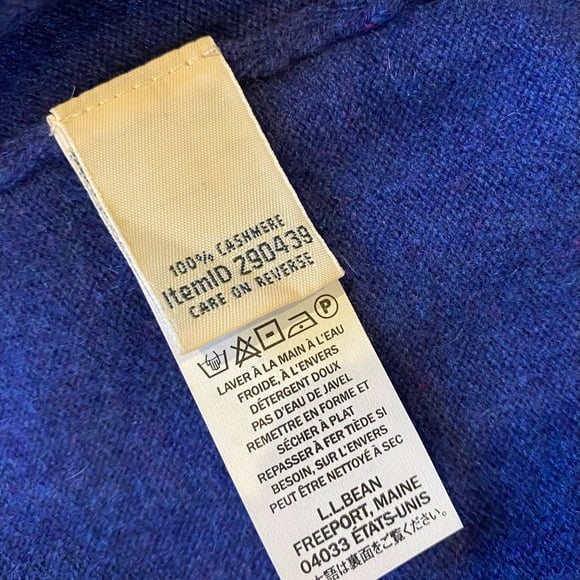 100% CASHMERE
ItemID 290439
CARE ON REVERSE
P
LAVER À LA MAIN À L'EAU
FROIDE, À L'ENVERS
DÉTERGENT DOUX
PAS D'EAU DE JAVEL
REMETTRE EN FORME ET
SÉCHER À PLAT
REPASSER À FER TIÈDE SI
BESOIN, SUR L'ENVERS
PEUT ÊTRE NETTOYÉ À SEC
L.L.BEAN
FREEPORT, MAINE
04033 ÉTATS-UNIS
語は裏面をご覧ください。